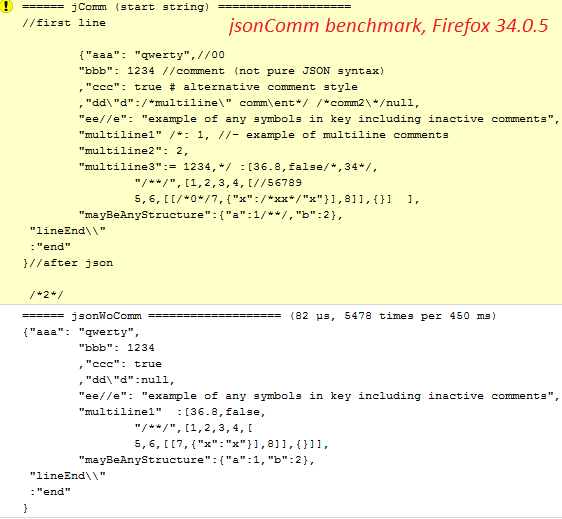 ====== jComm (start string) ===================
jsonComm benchmark, Firefox 34.0.5
//first line
{"aaa": "qwerty",//00
"bbb": 1234 //comment (not pure JSON syntax)
,"ccc": true # alternative comment style
,"dd\"d":/*multiline\" comm\ent*/ /*comm2\*/null,
"ee//e": "example of any symbols in key including inactive comments",
"multiline1" /*: 1, //- example of multiline comments
"multiline2": 2,
"multiline3":= 1234,*/ :[36.8,false/*,34*/,
"/**/",[1,2,3,4,[//56789
5,6,[[/*0*/7,{"x":/*xx*/"x"}],8]],{}]  ],
"mayBeAnyStructure":{"a":1/**/,"b":2},
"lineEnd\\"
:"end"
}//after json
/*2*/
====== jsonWoComm =================== (82 µs, 5478 times per 450 ms)
{"aaa": "qwerty",
"bbb": 1234
,"ccc": true
,"dd\"d":null,
"ee//e": "example of any symbols in key including inactive comments",
"multiline1"  :[36.8,false,
"/**/",[1,2,3,4,[
5,6,[[7,{"x":"x"}],8]],{}]],
"mayBeAnyStructure":{"a":1,"b":2},
"lineEnd\\"
:"end"
}